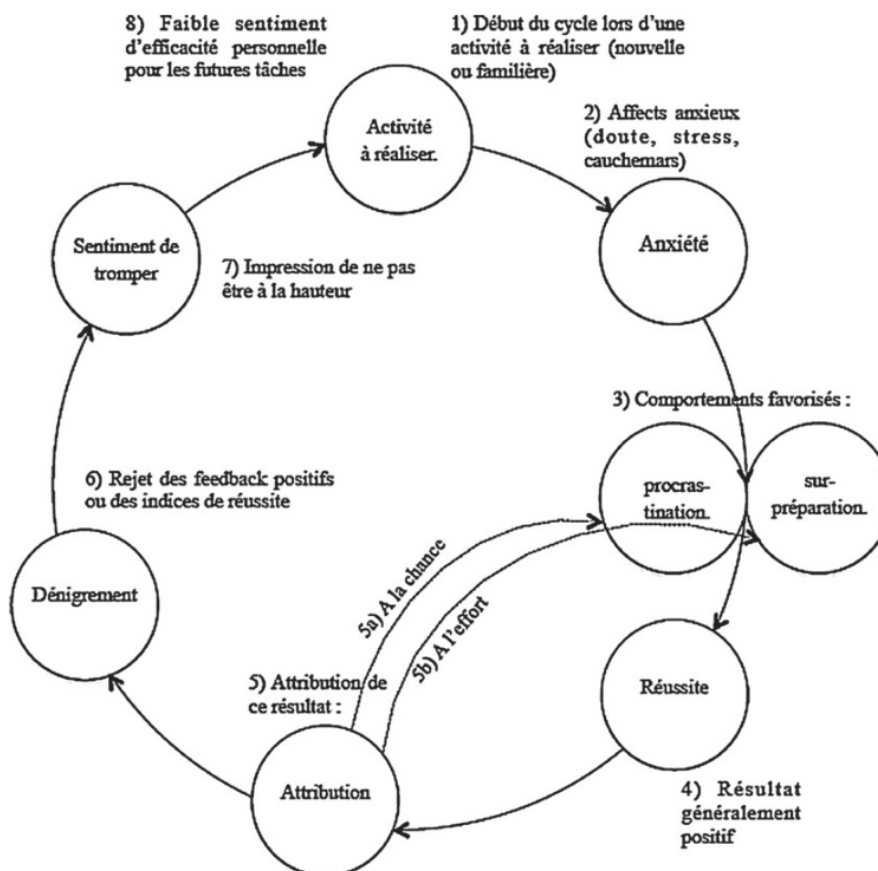 8) Faible sentiment
d'efficacité personnelle
pour les futures tâches
1) Début du cycle lors d'une
activité à réaliser (nouvelle
ou familière)
Activité
à réaliser.
2) Affects anxieux
(doute, stress,
cauchemars)
Anxiété
Sentiment de
tromper
7) Impression de ne pas
être à la hauteur
3) Comportements favorisés :
procras-
tination.
sur-
préparation.
6) Rejet des feedback positifs
ou des indices de réussite
Dénigrement
5a) A la chance
5b) A l'effort
5) Attribution de
ce résultat :
Attribution
Réussite
4) Résultat
généralement
positif